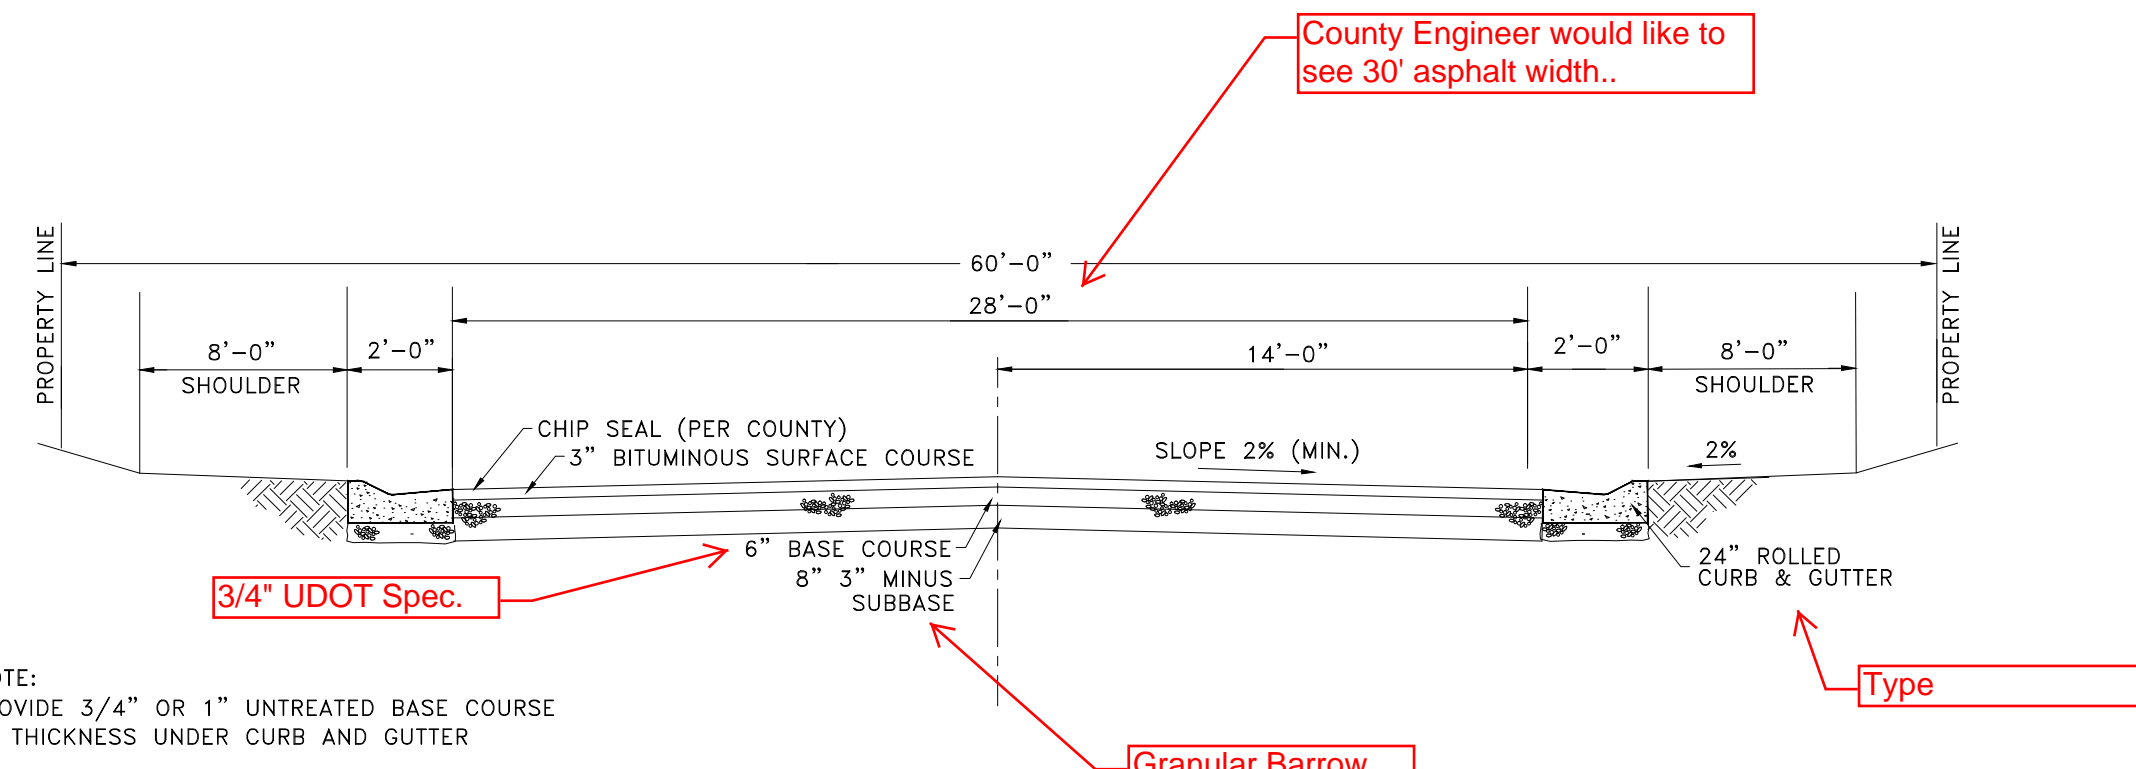 County Engineer would like to
see 30' asphalt width..
PROPERTY LINE
60'-0"
PROPERTY LINE
28'-0"
8'-0"
SHOULDER
2'-0"
14'-0"
2'-0"
8'-0"
SHOULDER
CHIP SEAL (PER COUNTY)
3" BITUMINOUS SURFACE COURSE
SLOPE 2% (MIN.)
2%
6" BASE COURSE
8" 3" MINUS
SUBBASE
24" ROLLED
CURB & GUTTER
3/4" UDOT Spec.
Type
OTE:
OVIDE 3/4" OR 1" UNTREATED BASE COURSE
THICKNESS UNDER CURB AND GUTTER
Granular Barrow